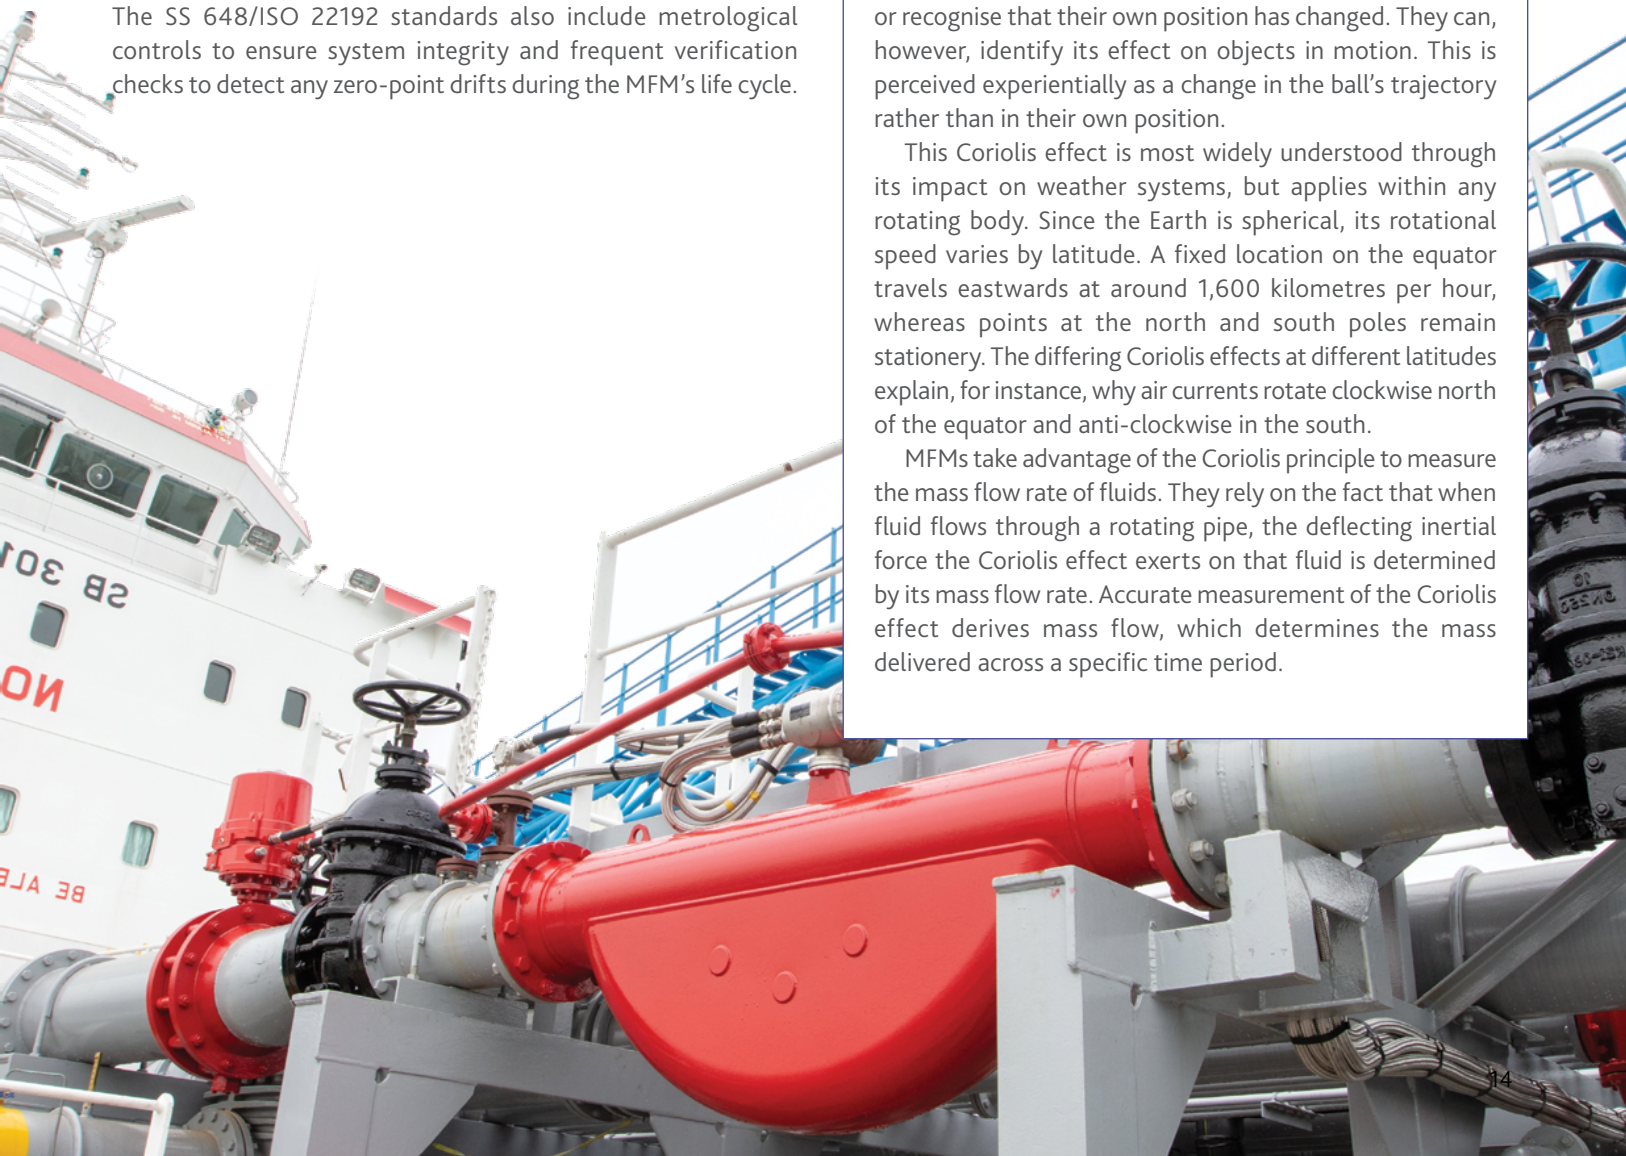 The SS 648/ISO 22192 standards also include metrological
controls to ensure system integrity and frequent verification
checks to detect any zero-point drifts during the MFM's life cycle.
or recognise that their own position has changed. They can,
however, identify its effect on objects in motion. This is
perceived experientially as a change in the ball's trajectory
rather than in their own position.
This Coriolis effect is most widely understood through
its impact on weather systems, but applies within any
rotating body. Since the Earth is spherical, its rotational
speed varies by latitude. A fixed location on the equator
travels eastwards at around 1,600 kilometres per hour,
whereas points at the north and south poles remain
stationery. The differing Coriolis effects at different latitudes
explain, for instance, why air currents rotate clockwise north
of the equator and anti-clockwise in the south.
MFMs take advantage of the Coriolis principle to measure
the mass flow rate of fluids. They rely on the fact that when
fluid flows through a rotating pipe, the deflecting inertial
force the Coriolis effect exerts on that fluid is determined
by its mass flow rate. Accurate measurement of the Coriolis
effect derives mass flow, which determines the mass
delivered across a specific time period.
SB 301
NO
BE ALE
14